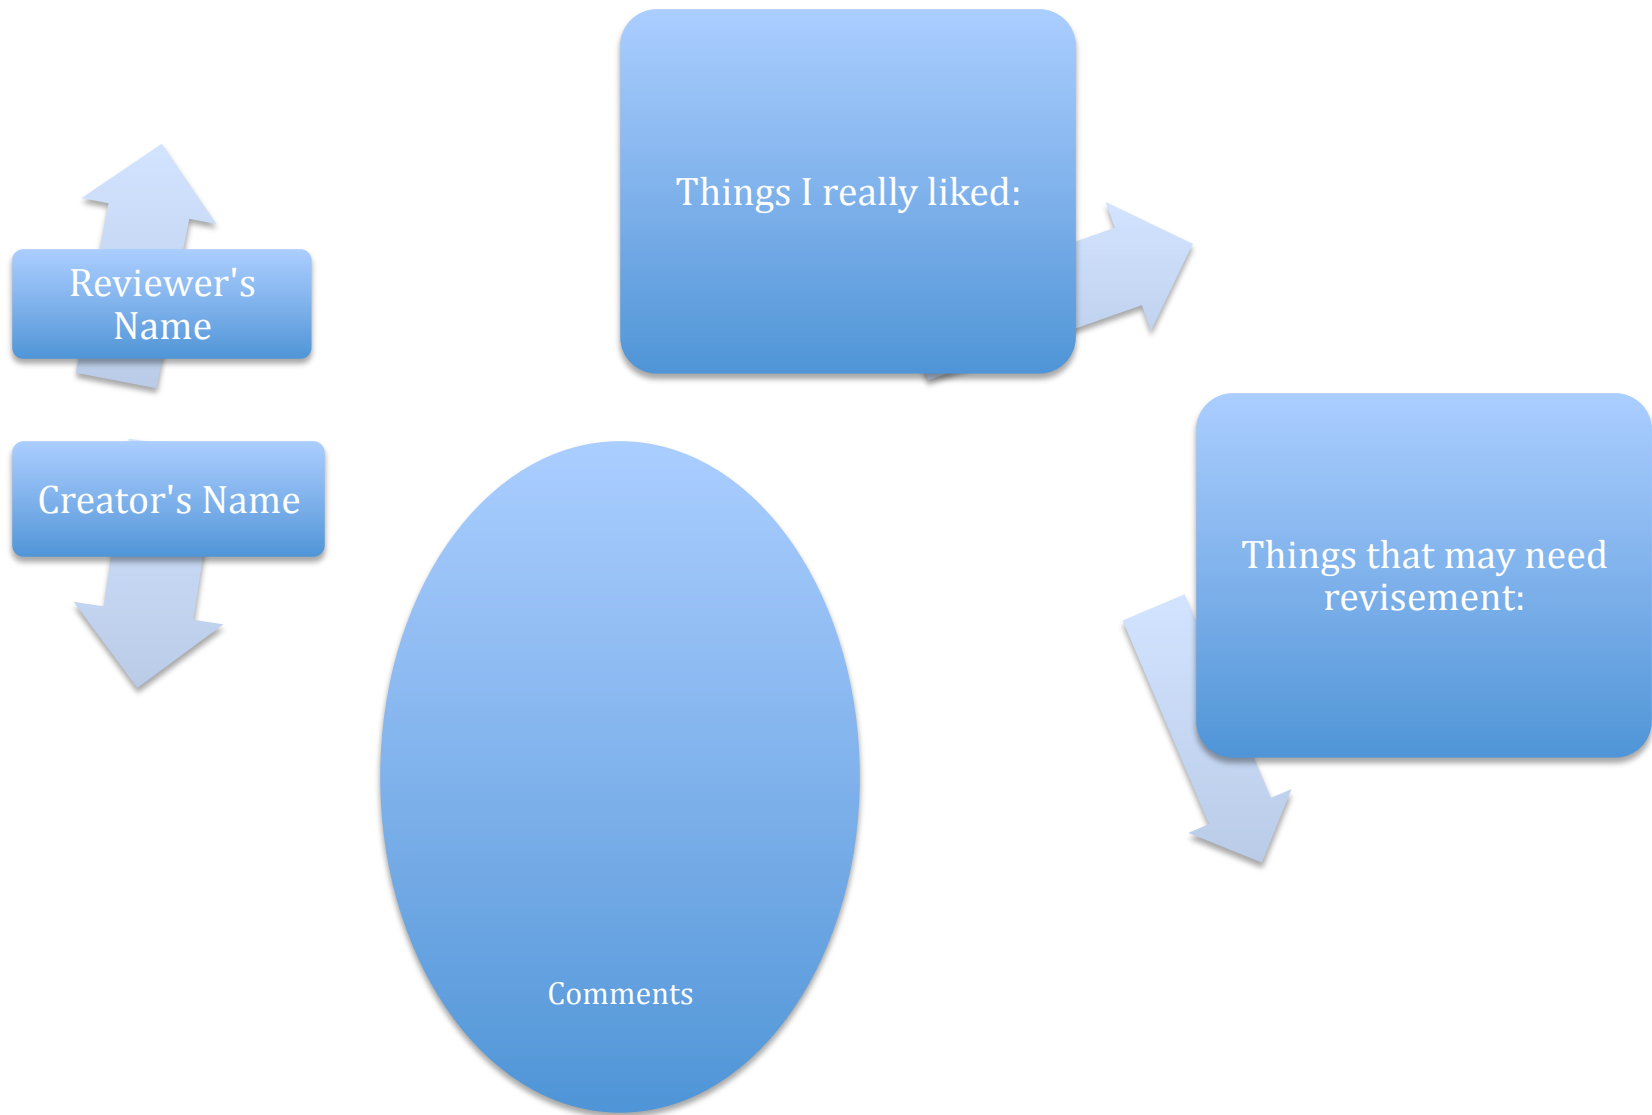 Things I really liked:
Reviewer's
Name
Creator's Name
Things that may need
revisement:
Comments